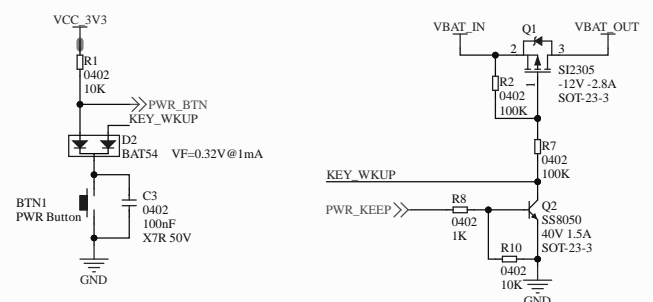 VCC_3V3
R1
0402
10K
PWR_BTN
KEY_WKUP
D2
BAT54 VF=0.32V@1mA
BTN1
PWR Button
C3
0402
100nF
X7R 50V
GND
VBAT_IN
Q1
VBAT_OUT
2
3
1
SI2305
-12V -2.8A
SOT-23-3
R2
0402
100K
R7
0402
100K
KEY_WKUP
PWR_KEEP
R8
0402
1K
Q2
SS8050
40V 1.5A
SOT-23-3
R10
0402
10K
GND